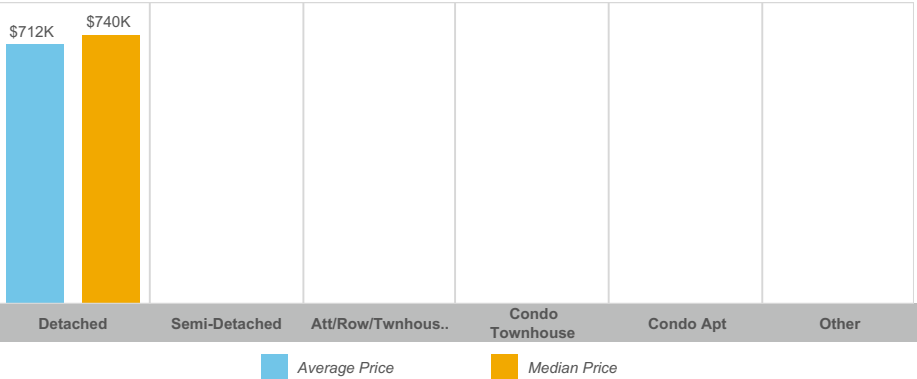 $712K
$740K
Detached
Semi-Detached
Att/Row/Twnhous..
Condo
Townhouse
Condo Apt
Other
Average Price
Median Price